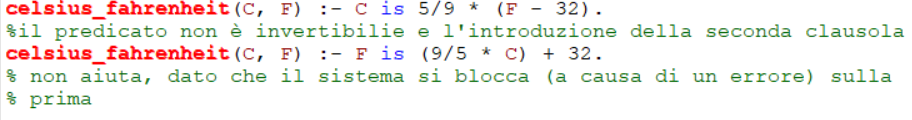 celsius_fahrenheit(C, F) :- C is 5/9 * (F - 32).
%il predicato non è invertibilie e l'introduzione della seconda clausola
celsius_fahrenheit(C, F) :- F is (9/5 * C) + 32.
% non aiuta, dato che il sistema si blocca (a causa di un errore) sulla
% prima